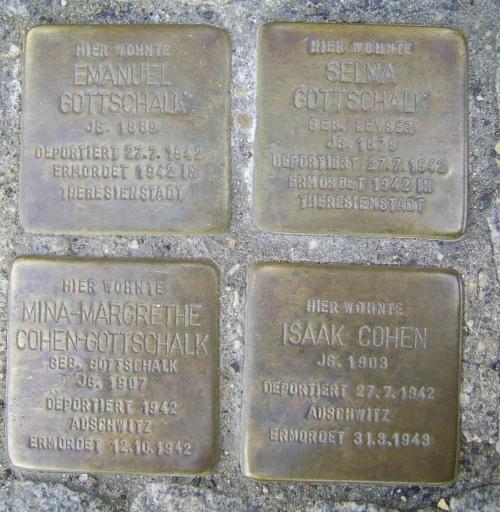 HIER WOHNTE
EMANUEL
GOTTSCHALK
JG. 1869
DEPORTIERT 27.7.1942
ERMORDET 1942 IN
THERESIENSTADT
HIER WOHNTE
SELMA
GOTTSCHALK
GEB. LEYSER
JG. 1878
DEPORTIERT 27.7.1942
ERMORDET 1942 IN
THERESIENSTADT
HIER WOHNTE
MINA-MARGRETHE
COHEN-GOTTSCHALK
GEB. GOTTSCHALK
JG. 1907
DEPORTIERT 1942
AUSCHWITZ
ERMORDET 12.10.1942
HIER WOHNTE
ISAAK COHEN
JG. 1903
DEPORTIERT 27.7.1942
AUSCHWITZ
ERMORDET 31.3.1943